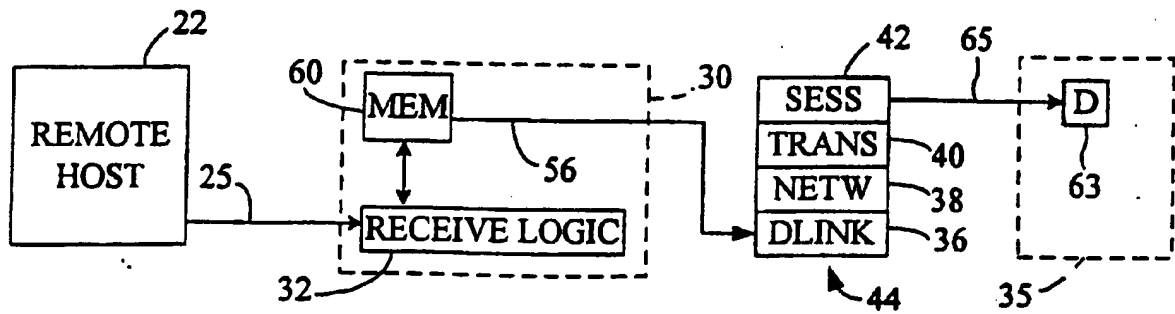 22
REMOTE
HOST
25
60
MEM
30
56
RECEIVE LOGIC
32
42
SESS
TRANS
40
NETW
38
DLINK
36
44
65
D
63
35